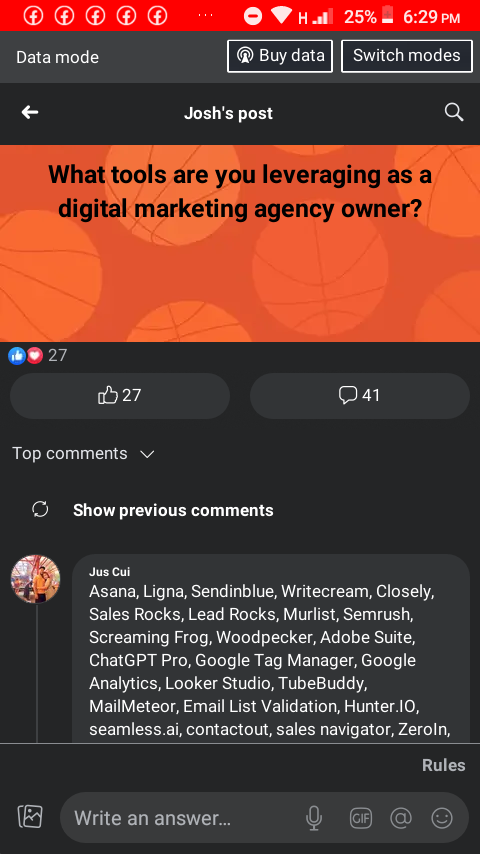 ... H 25% 6:29 PM
Data mode Buy data Switch modes
Josh's post
What tools are you leveraging as a
digital marketing agency owner?
27
27 41
Top comments
Show previous comments
Jus Cui
Asana, Ligna, Sendinblue, Writecream, Closely,
Sales Rocks, Lead Rocks, Murlist, Semrush,
Screaming Frog, Woodpecker, Adobe Suite,
ChatGPT Pro, Google Tag Manager, Google
Analytics, Looker Studio, TubeBuddy,
MailMeteor, Email List Validation, Hunter.IO,
seamless.ai, contactout, sales navigator, ZeroIn,
Rules
Write an answer... GIF